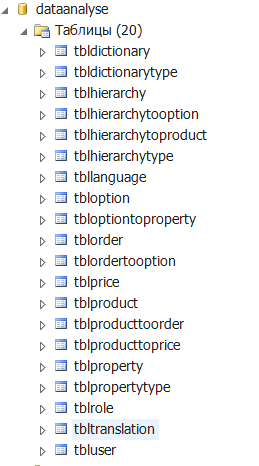 dataanalyse
Таблицы (20)
tbldictionary
tbldictionarytype
tblhierarchy
tblhierarchytooption
tblhierarchytoproduct
tblhierarchytype
tbllanguage
tbloption
tbloptiontoproperty
tblorder
tblordertooption
tblprice
tblproduct
tblproducttoorder
tblproducttoprice
tblproperty
tblpropertytype
tblrole
tbltranslation
tbluser